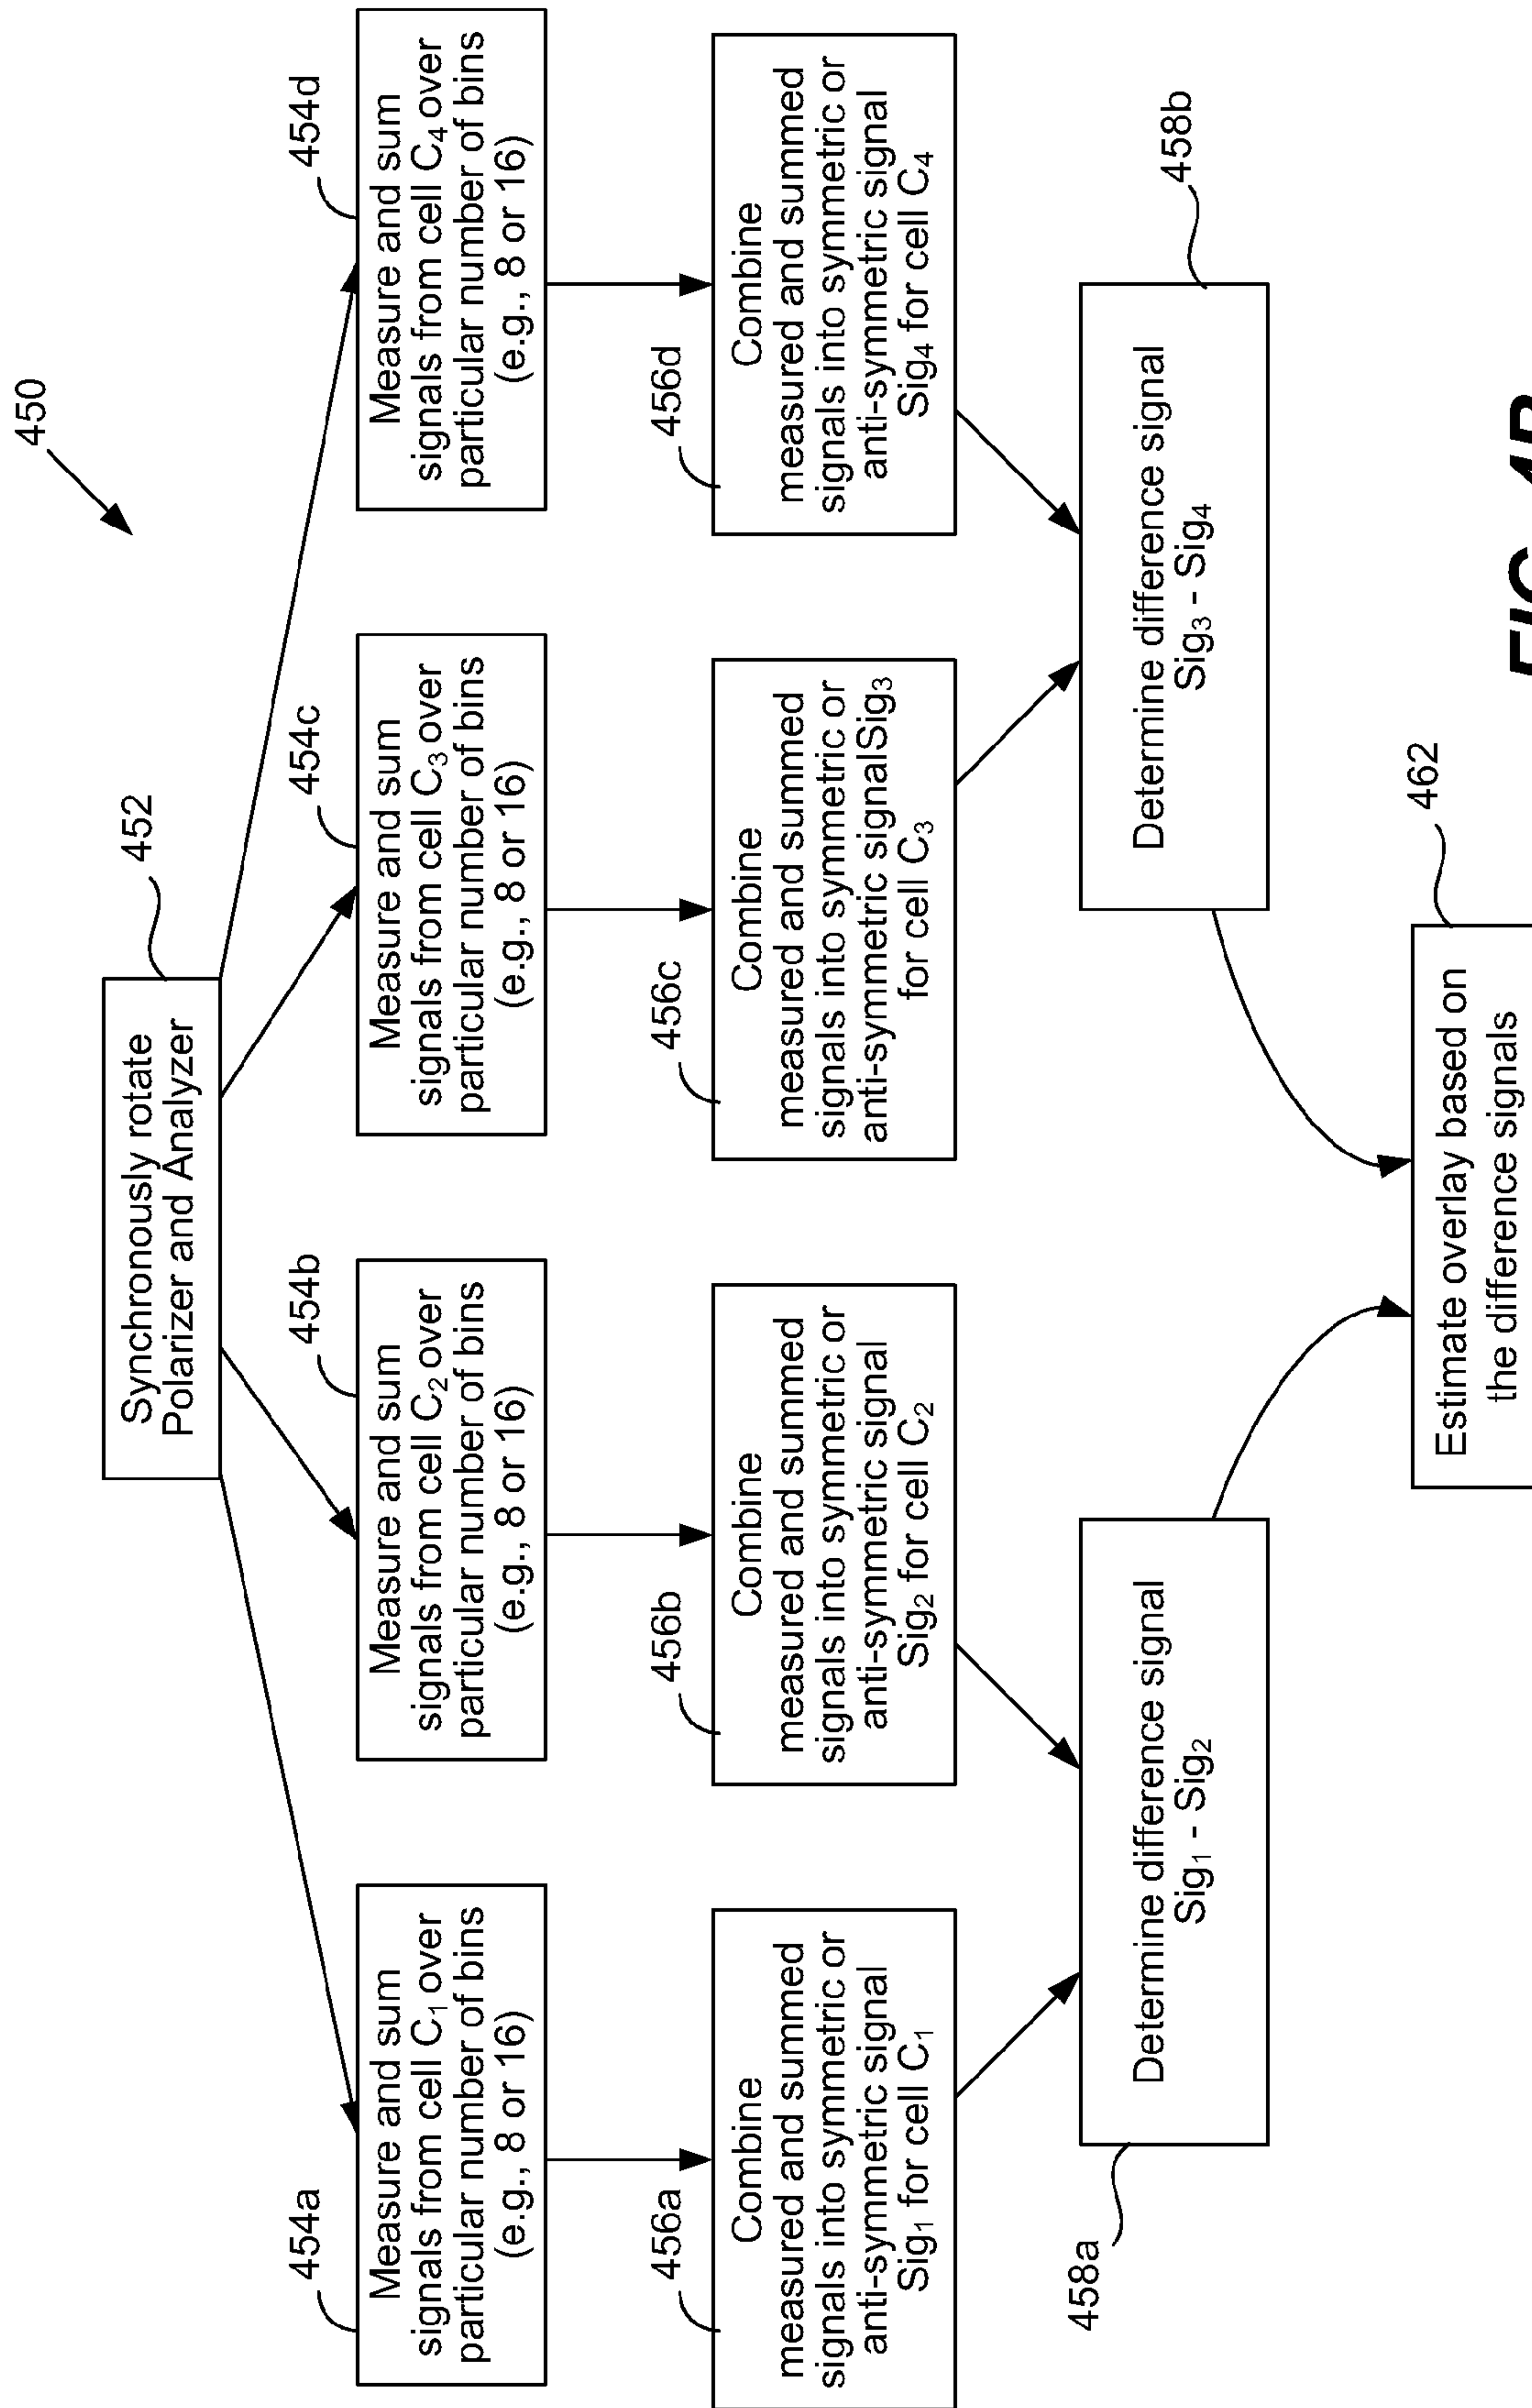 450
452
Synchronously rotate
Polarizer and Analyzer
454a
Measure and sum
signals from cell C₁ over
particular number of bins
(e.g., 8 or 16)
454b
Measure and sum
signals from cell C₂ over
particular number of bins
(e.g., 8 or 16)
454c
Measure and sum
signals from cell C₃ over
particular number of bins
(e.g., 8 or 16)
454d
Measure and sum
signals from cell C₄ over
particular number of bins
(e.g., 8 or 16)
456a
Combine
measured and summed
signals into symmetric or
anti-symmetric signal
Sig₁ for cell C₁
456b
Combine
measured and summed
signals into symmetric or
anti-symmetric signal
Sig₂ for cell C₂
456c
Combine
measured and summed
signals into symmetric or
anti-symmetric signalSig₃
for cell C₃
456d
Combine
measured and summed
signals into symmetric or
anti-symmetric signal
Sig₄ for cell C₄
458a
Determine difference signal
Sig₁ - Sig₂
458b
Determine difference signal
Sig₃ - Sig₄
462
Estimate overlay based on
the difference signals
FIG.